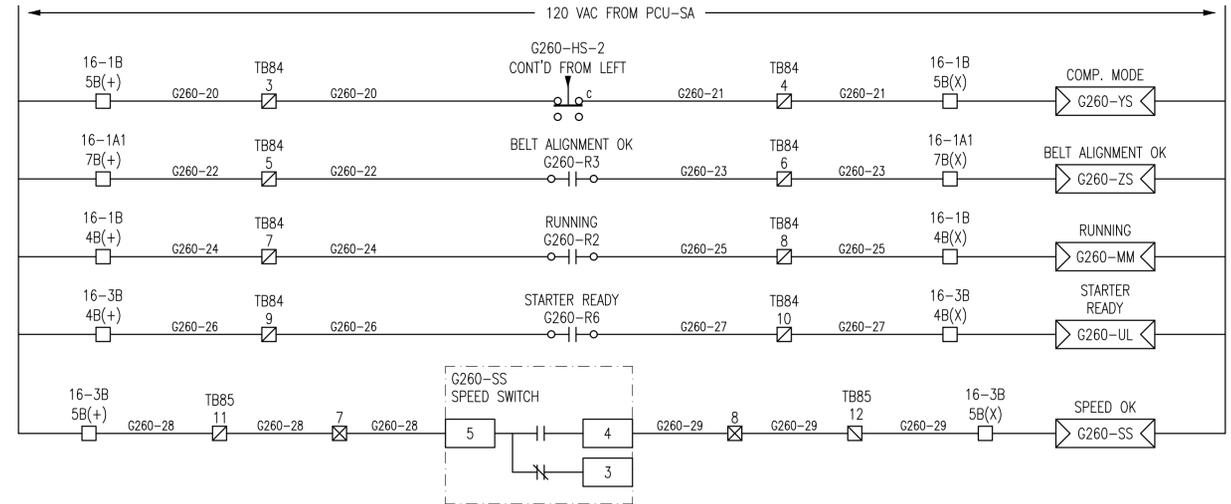 120 VAC FROM PCU-SA
16-1B
5B(+)
G260-20
TB84
3
G260-20
G260-HS-2
CONT'D FROM LEFT
C
G260-21
TB84
4
G260-21
16-1B
5B(X)
COMP. MODE
G260-YS
16-1A1
7B(+)
G260-22
TB84
5
G260-22
BELT ALIGNMENT OK
G260-R3
G260-23
TB84
6
G260-23
16-1A1
7B(X)
BELT ALIGNMENT OK
G260-ZS
16-1B
4B(+)
G260-24
TB84
7
G260-24
RUNNING
G260-R2
G260-25
TB84
8
G260-25
16-1B
4B(X)
RUNNING
G260-MM
16-3B
4B(+)
G260-26
TB84
9
G260-26
STARTER READY
G260-R6
G260-27
TB84
10
G260-27
16-3B
4B(X)
STARTER
READY
G260-UL
16-3B
5B(+)
G260-28
TB85
11
G260-28
7
G260-28
G260-SS
SPEED SWITCH
5
4
3
G260-29
8
G260-29
TB85
12
G260-29
16-3B
5B(X)
SPEED OK
G260-SS